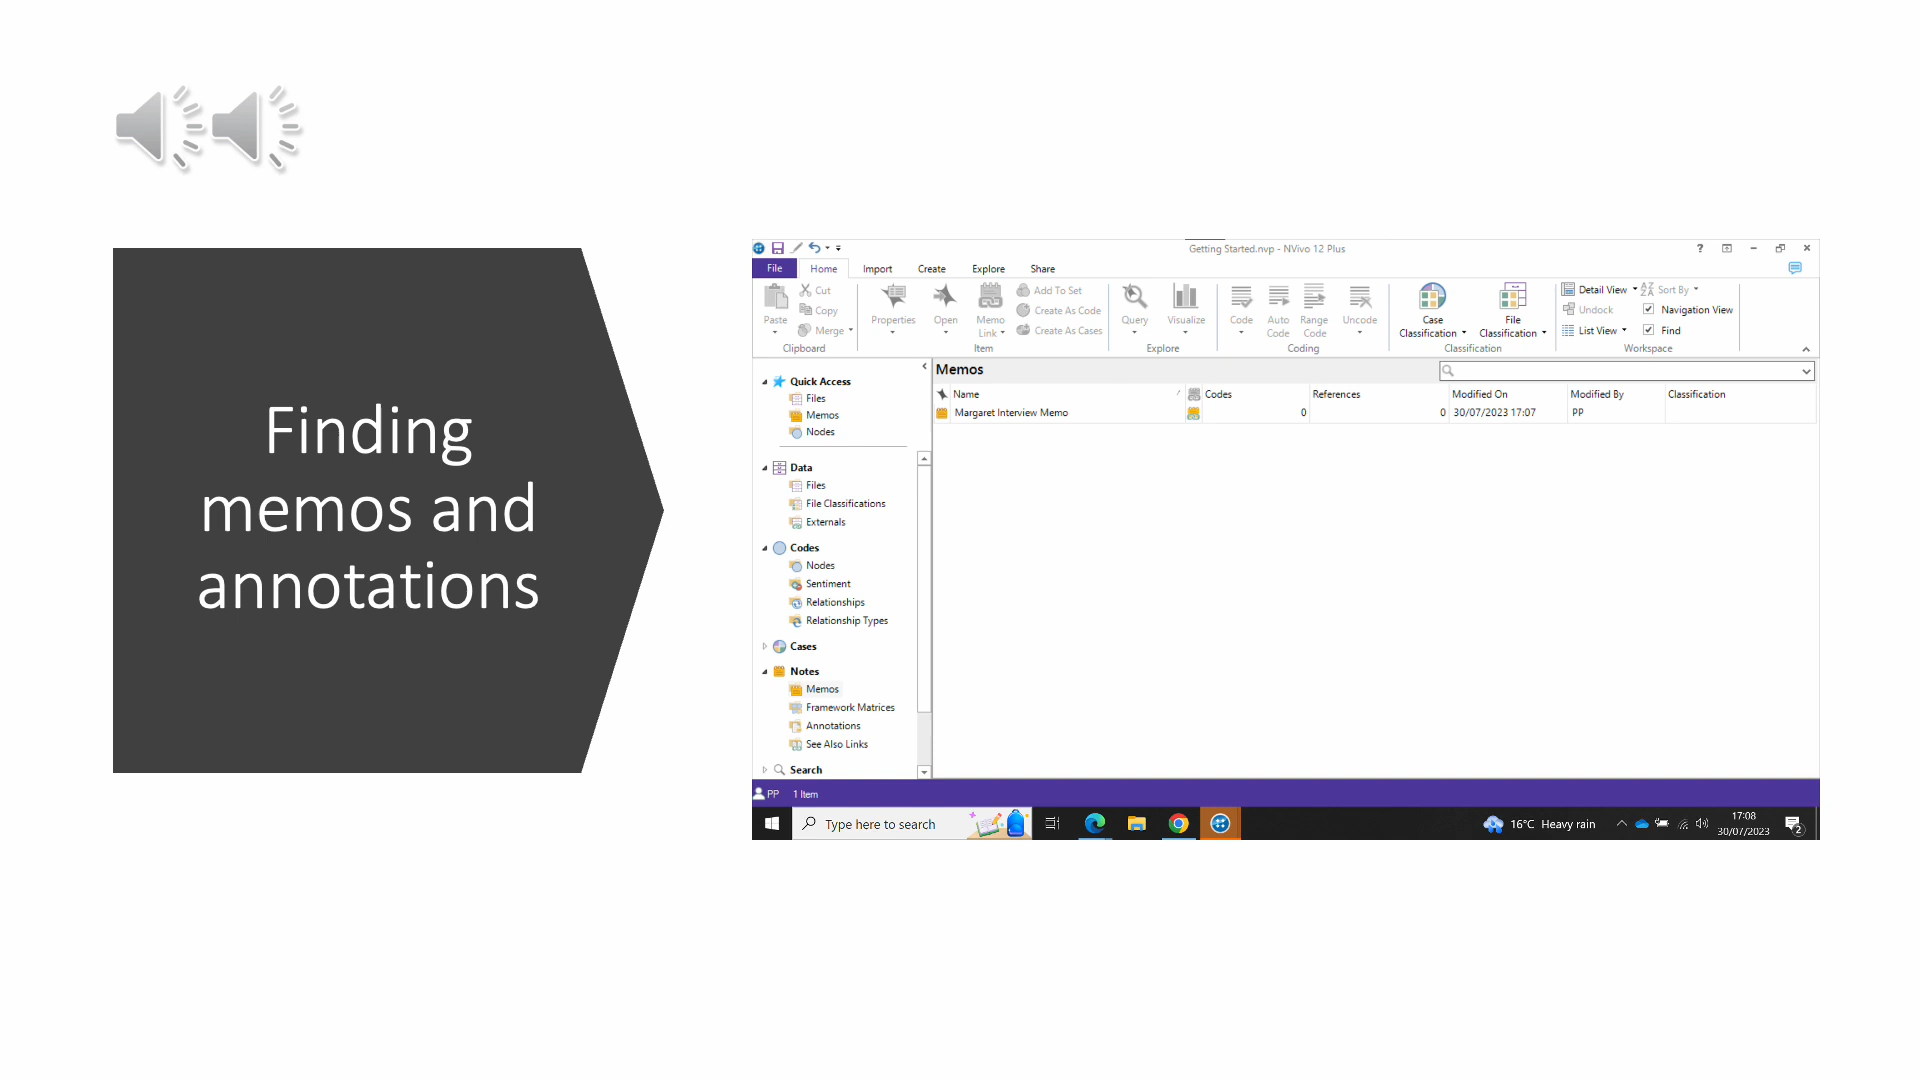 Finding
memos and
annotations
Getting Started.nvp - NVivo 12 Plus
File Home Import Create Explore Share
Paste
Cut
Copy
Merge
Clipboard
Properties
Open
Memo
Link
Add To Set
Create As Code
Create As Cases
Item
Query
Visualize
Explore
Code
Auto
Code
Range
Code
Uncode
Coding
Case
Classification
File
Classification
Classification
Detail View
Sort By
Undock
Navigation View
List View
Find
Workspace
Quick Access
Files
Memos
Nodes
Data
Files
File Classifications
Externals
Codes
Nodes
Sentiment
Relationships
Relationship Types
Cases
Notes
Memos
Framework Matrices
Annotations
See Also Links
Search
Memos
Name Codes References Modified On Modified By Classification
Margaret Interview Memo 0 0 30/07/2023 17:07 PP
PP 1 Item
Type here to search
16°C Heavy rain
17:08
30/07/2023
2